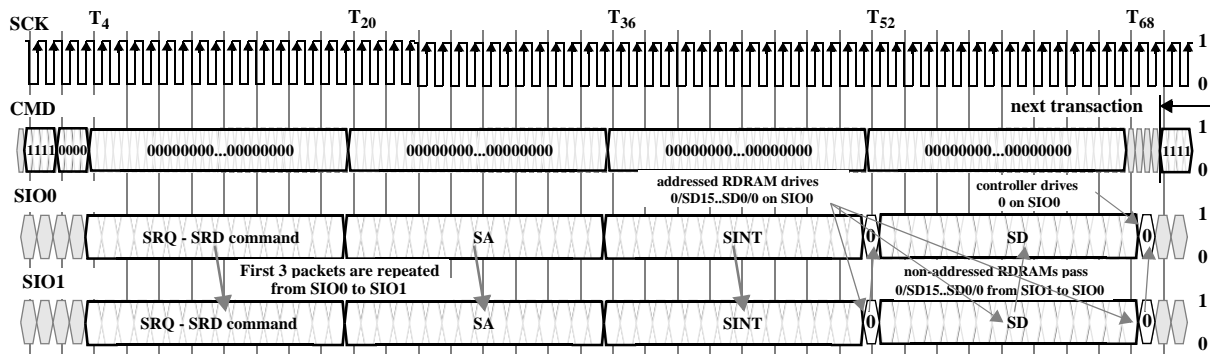 SCK T4 T20 T36 T52 T68
1
0
CMD next transaction
1111 0000 00000000...00000000 00000000...00000000 00000000...00000000 00000000...00000000 1111
1
0
addressed RDRAM drives
0/SD15..SD0/0 on SIO0
controller drives
0 on SIO0
SIO0
1
SRQ - SRD command SA SINT 0 SD 0
0
First 3 packets are repeated
from SIO0 to SIO1
non-addressed RDRAMs pass
0/SD15..SD0/0 from SIO1 to SIO0
SIO1
1
SRQ - SRD command SA SINT 0 SD 0
0